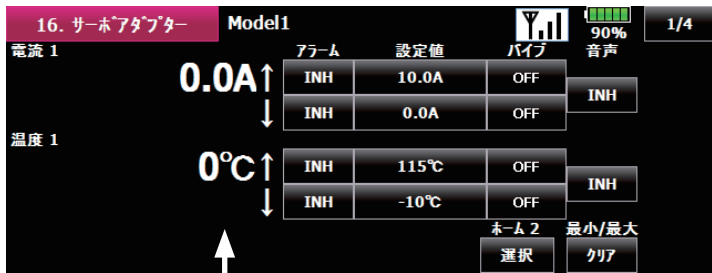 16. サーボアダプター Model1 90% 1/4
電流 1 アラーム 設定値 バイブ 音声
0.0A↑ INH 10.0A OFF INH
↓ INH 0.0A OFF
温度 1
0℃↑ INH 115℃ OFF INH
↓ INH -10℃ OFF
ホーム 2 最小/最大
選択 クリア